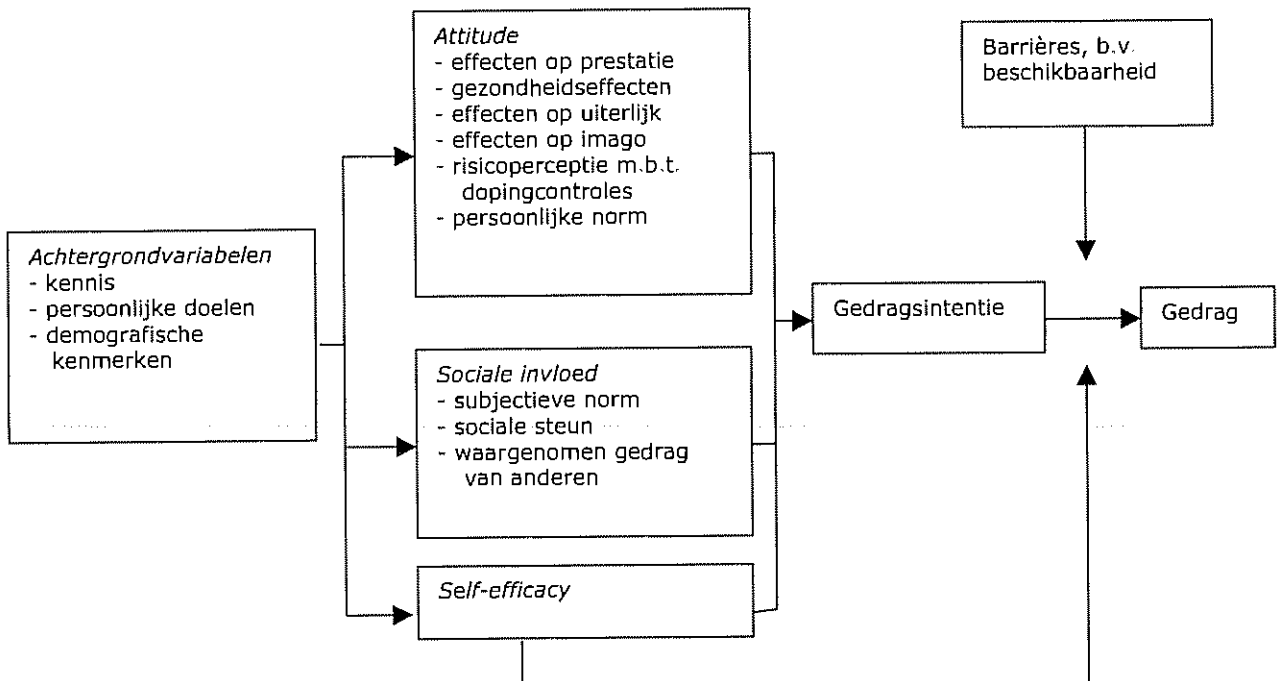 Attitude
- effecten op prestatie
- gezondheidseffecten
- effecten op uiterlijk
- effecten op imago
- risicoperceptie m.b.t.
dopingcontroles
- persoonlijke norm
Barrières, b.v.
beschikbaarheid
Achtergrondvariabelen
- kennis
- persoonlijke doelen
- demografische
kenmerken
Gedragsintentie
Gedrag
Sociale invloed
- subjectieve norm
- sociale steun
- waargenomen gedrag
van anderen
Self-efficacy